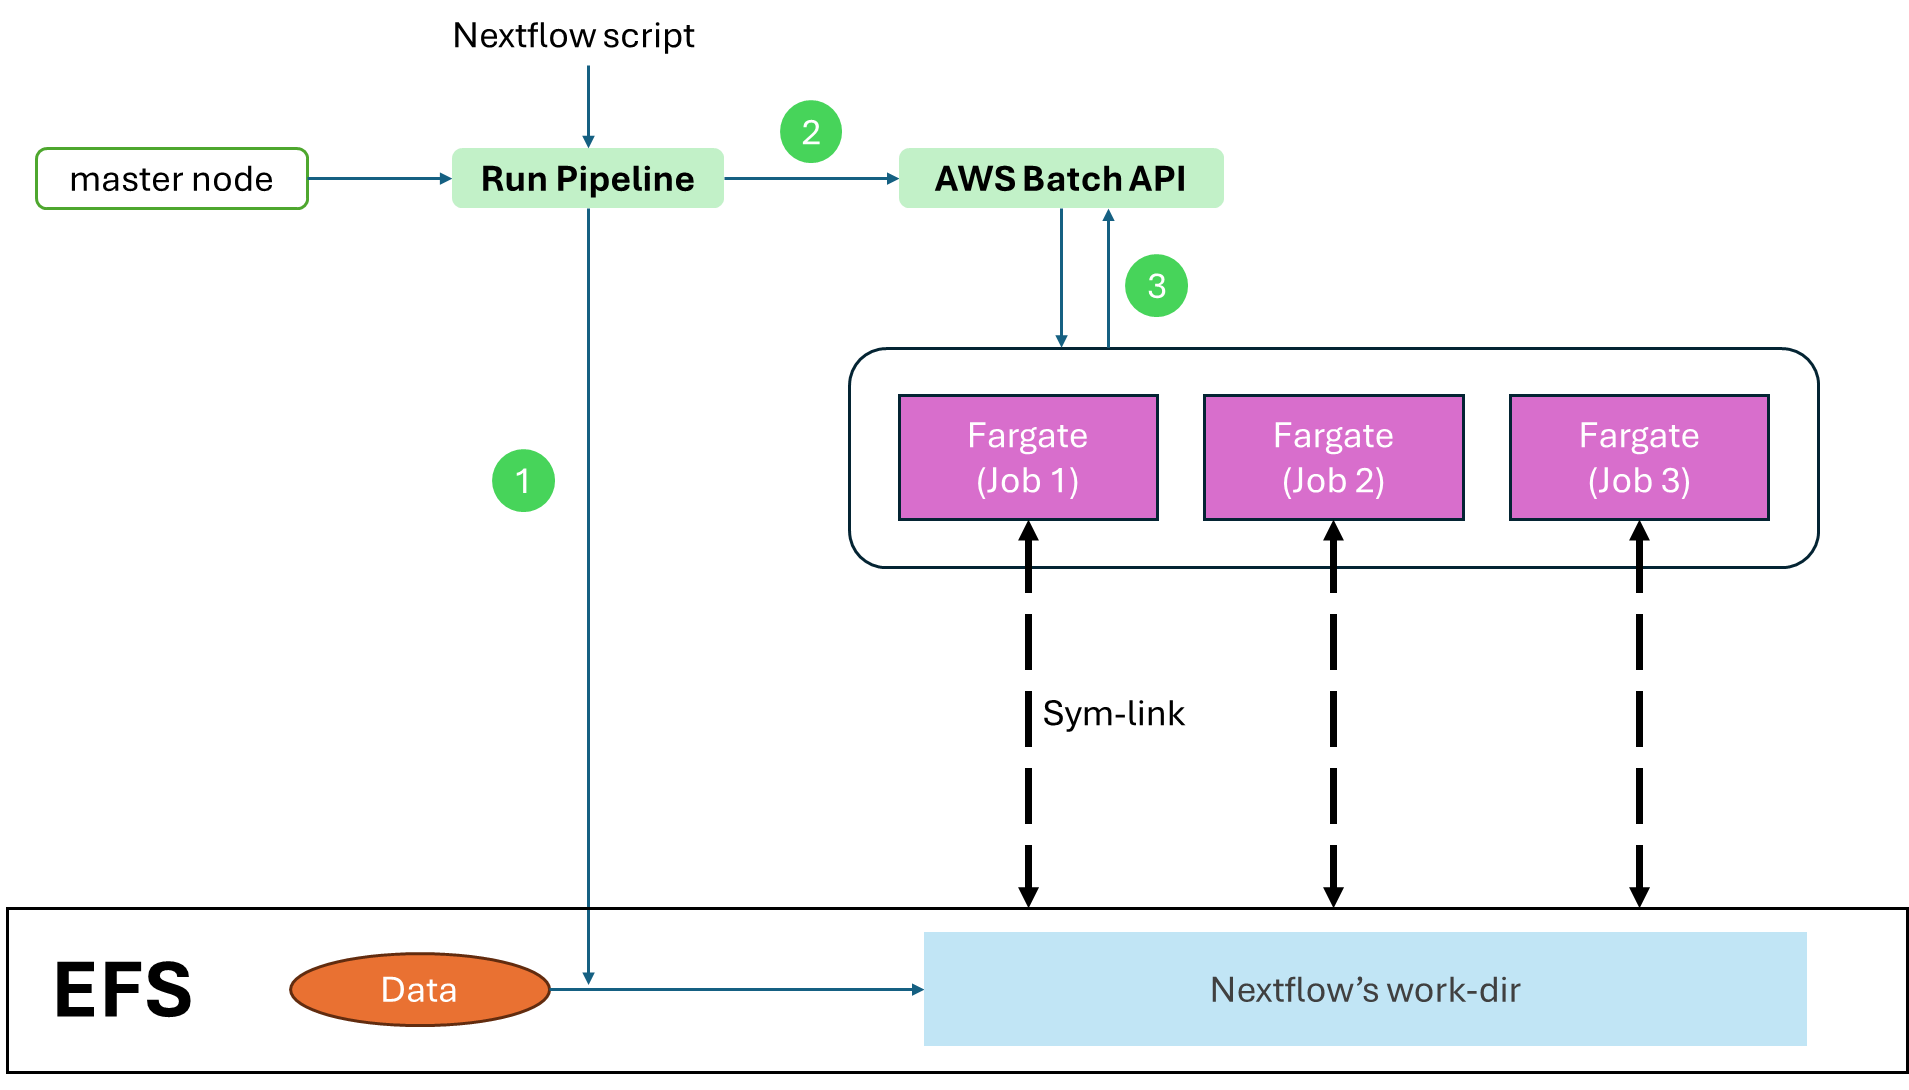 Nextflow script
master node
Run Pipeline
2
AWS Batch API
3
Fargate
(Job 1)
Fargate
(Job 2)
Fargate
(Job 3)
1
Sym-link
EFS
Data
Nextflow’s work-dir